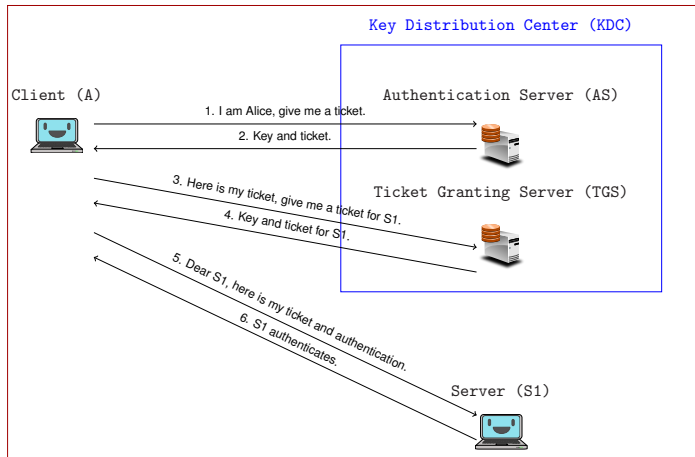 Key Distribution Center (KDC)
Client (A)
Authentication Server (AS)
1. I am Alice, give me a ticket.
2. Key and ticket.
Ticket Granting Server (TGS)
3. Here is my ticket, give me a ticket for S1.
4. Key and ticket for S1.
5. Dear S1, here is my ticket and authentication.
6. S1 authenticates.
Server (S1)